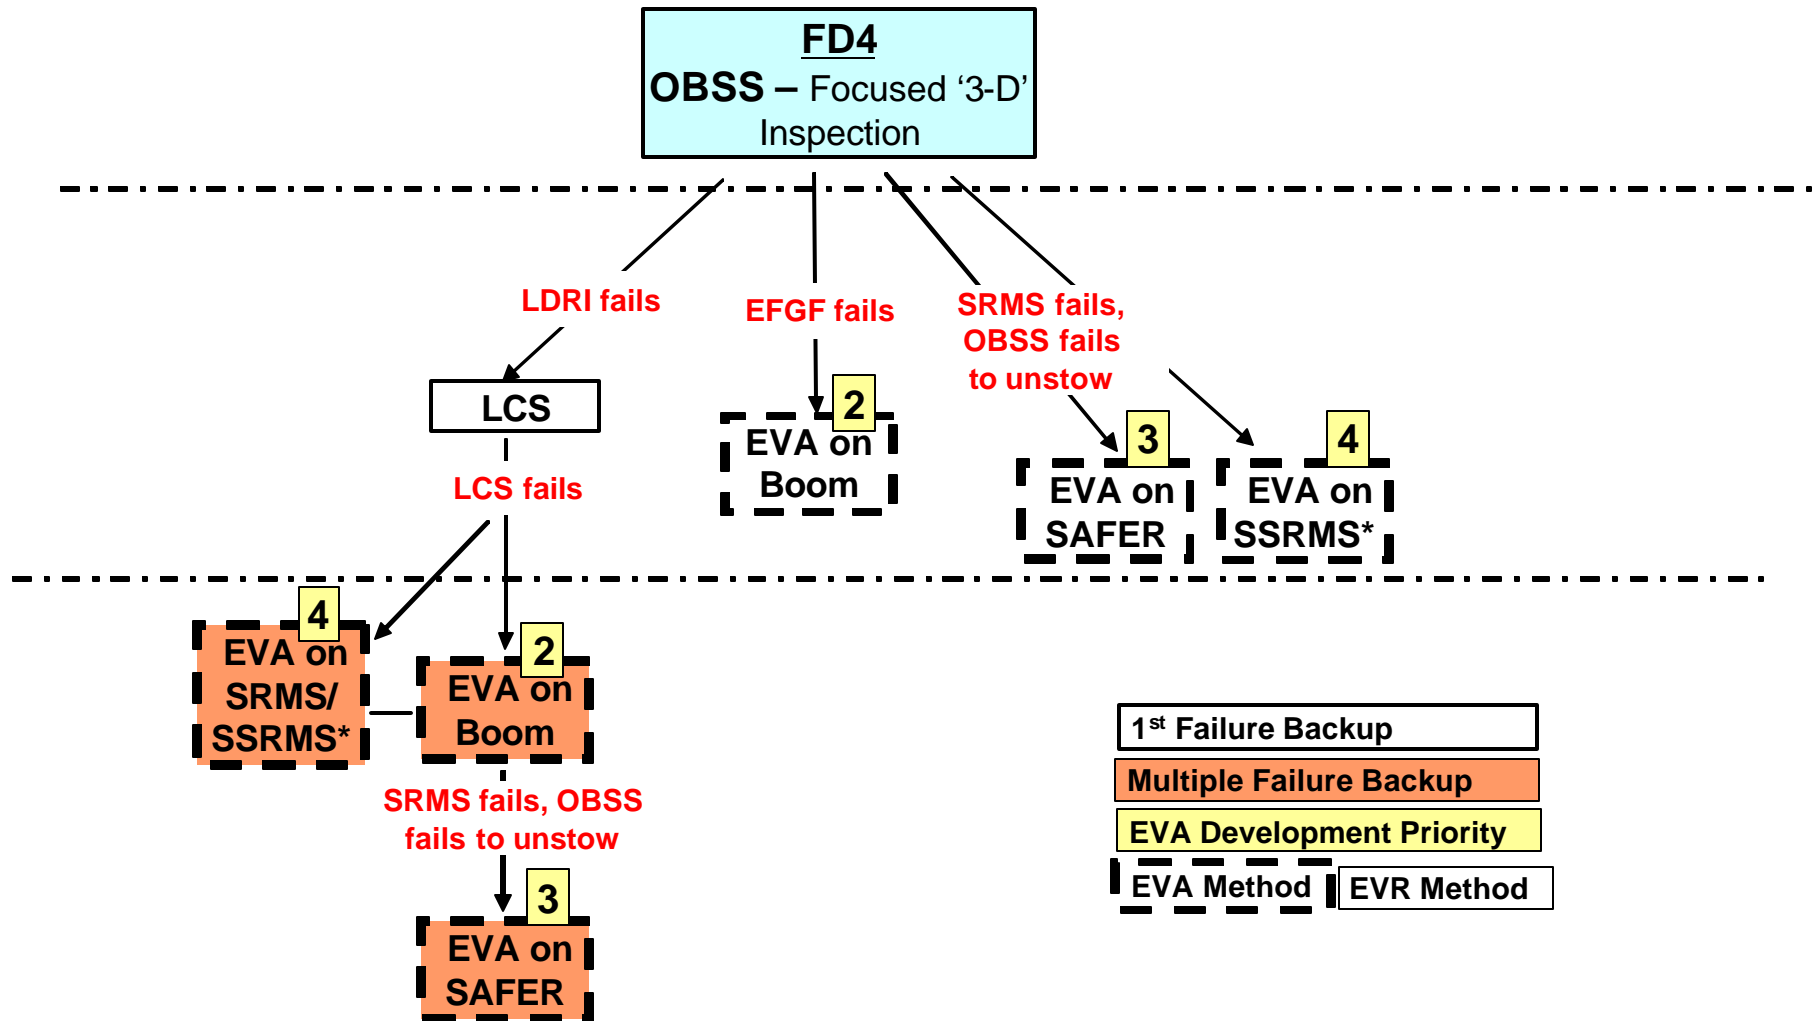 FD4
OBSS – Focused ‘3-D’
Inspection
LDRI fails
EFGF fails
SRMS fails,
OBSS fails
to unstow
LCS
2
EVA on
Boom
3
EVA on
SAFER
4
EVA on
SSRMS*
LCS fails
4
EVA on
SRMS/
SSRMS*
2
EVA on
Boom
SRMS fails, OBSS
fails to unstow
3
EVA on
SAFER
1st Failure Backup
Multiple Failure Backup
EVA Development Priority
EVA Method
EVR Method